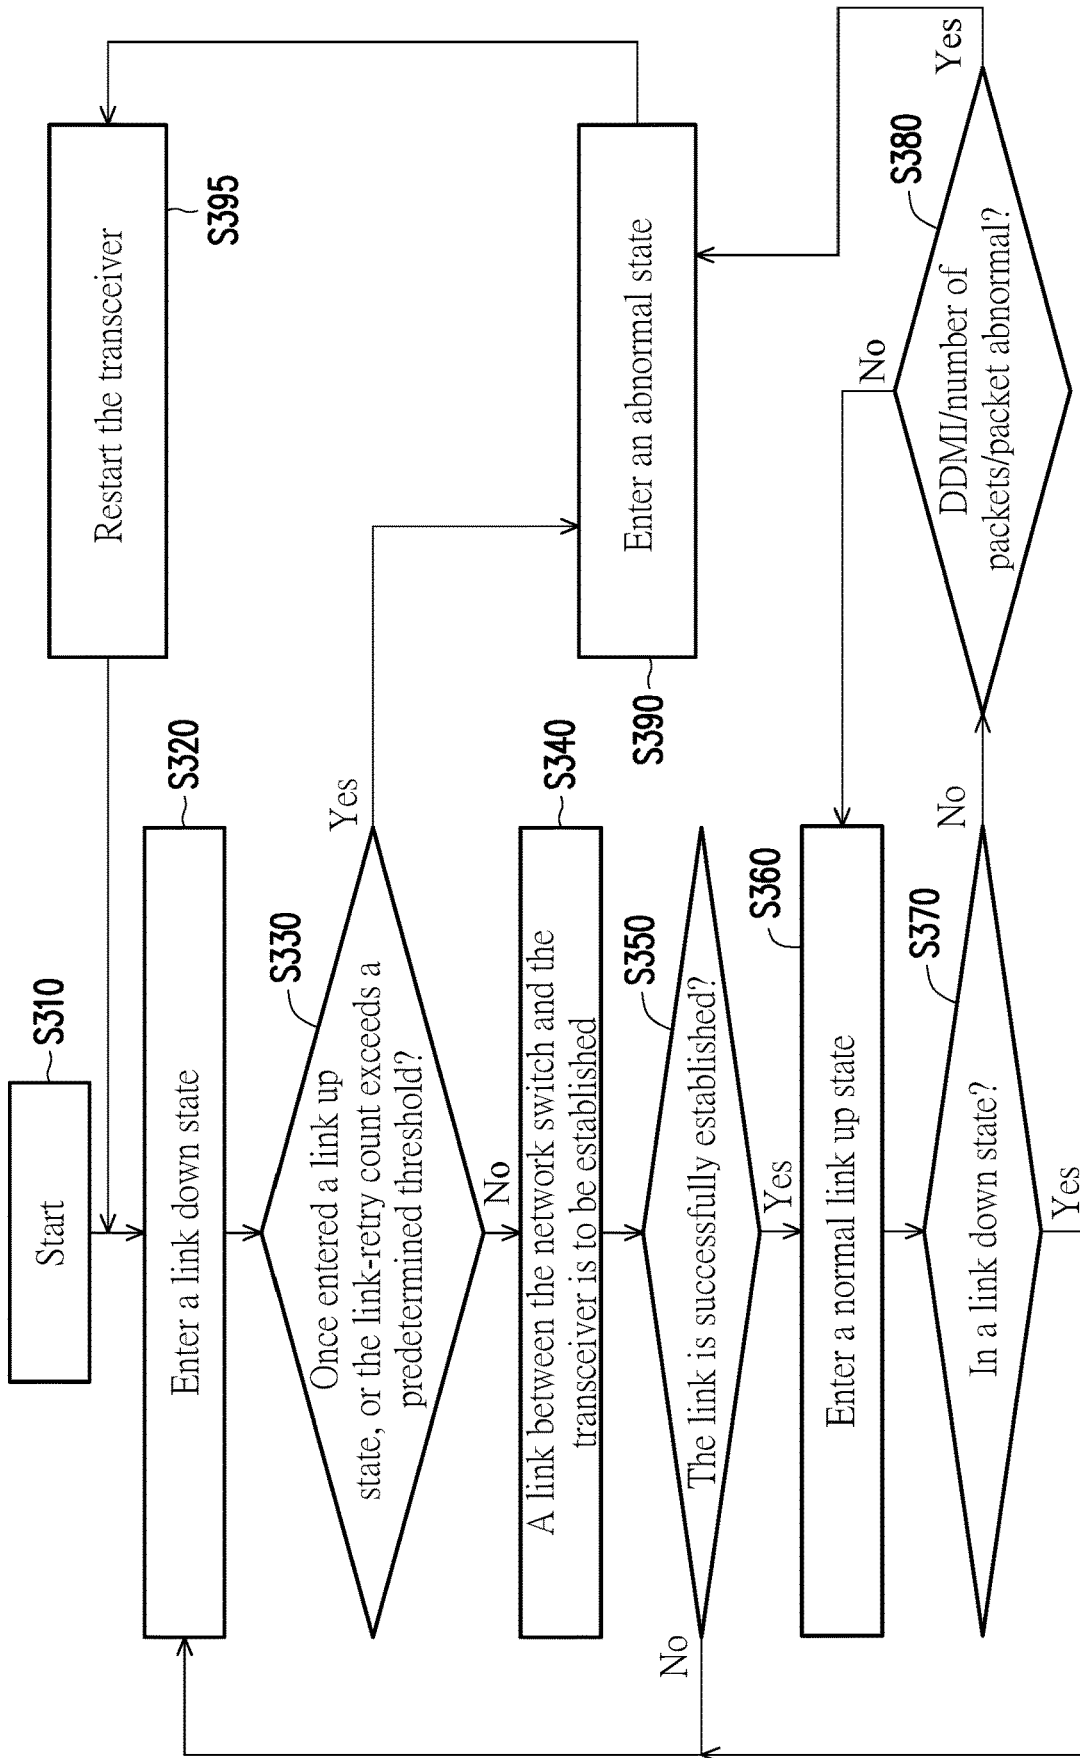 Start
S310
Enter a link down state
S320
Once entered a link up
state, or the link-retry count exceeds a
predetermined threshold?
S330
Yes
No
A link between the network switch and the
transceiver is to be established
S340
The link is successfully established?
S350
No
Yes
Enter a normal link up state
S360
In a link down state?
S370
Yes
No
DDMI/number of
packets/packet abnormal?
S380
No
Yes
Enter an abnormal state
S390
Restart the transceiver
S395